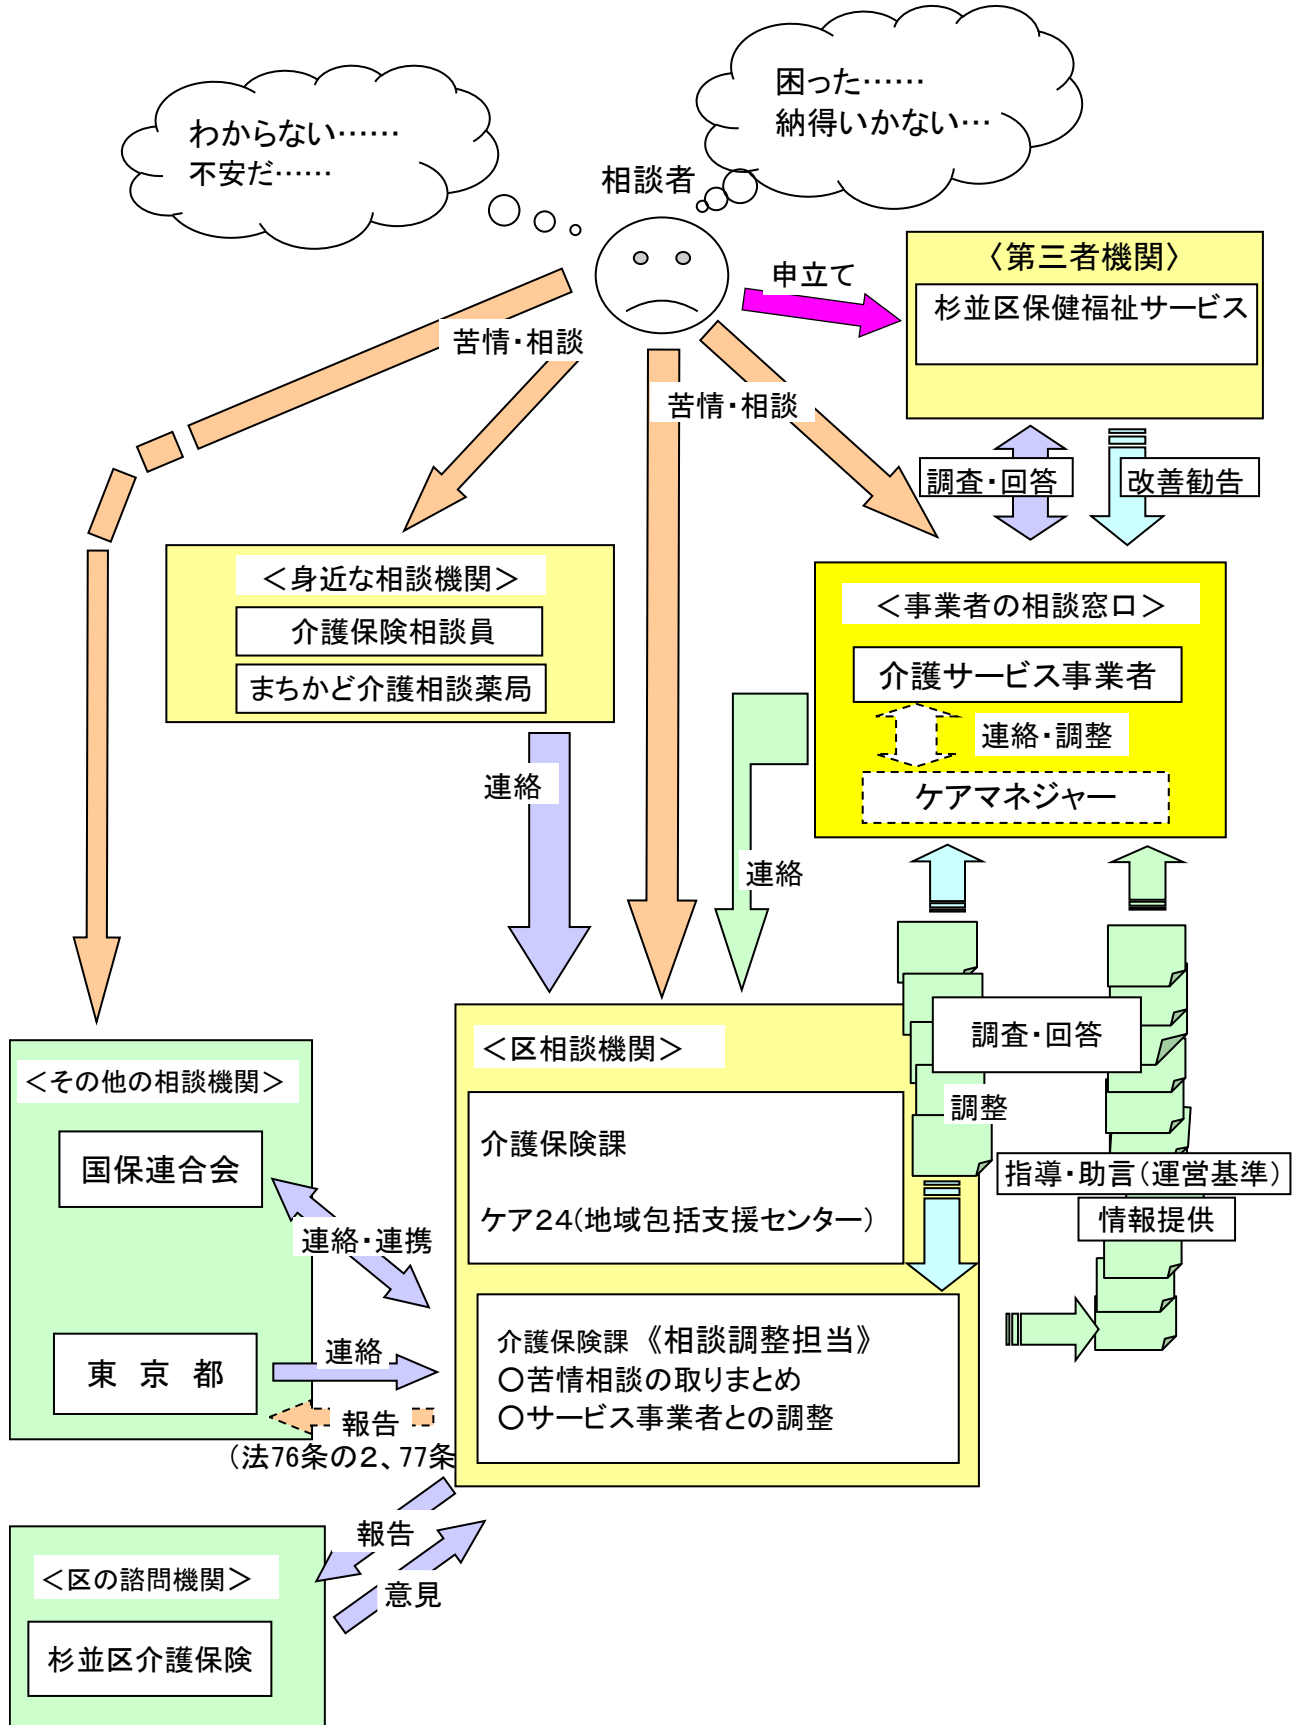 わからない……
不安だ……
困った……
納得いかない…
相談者
申立て
〈第三者機関〉
杉並区保健福祉サービス
苦情・相談
苦情・相談
調査・回答
改善勧告
＜身近な相談機関＞
介護保険相談員
まちかど介護相談薬局
＜事業者の相談窓口＞
介護サービス事業者
連絡・調整
ケアマネジャー
連絡
連絡
＜区相談機関＞
介護保険課
ケア２４（地域包括支援センター）
調査・回答
調整
指導・助言（運営基準）
情報提供
介護保険課《相談調整担当》
○苦情相談の取りまとめ
○サービス事業者との調整
＜その他の相談機関＞
国保連合会
連絡・連携
東　京　都
連絡
報告
（法76条の２、77条
報告
意見
＜区の諮問機関＞
杉並区介護保険